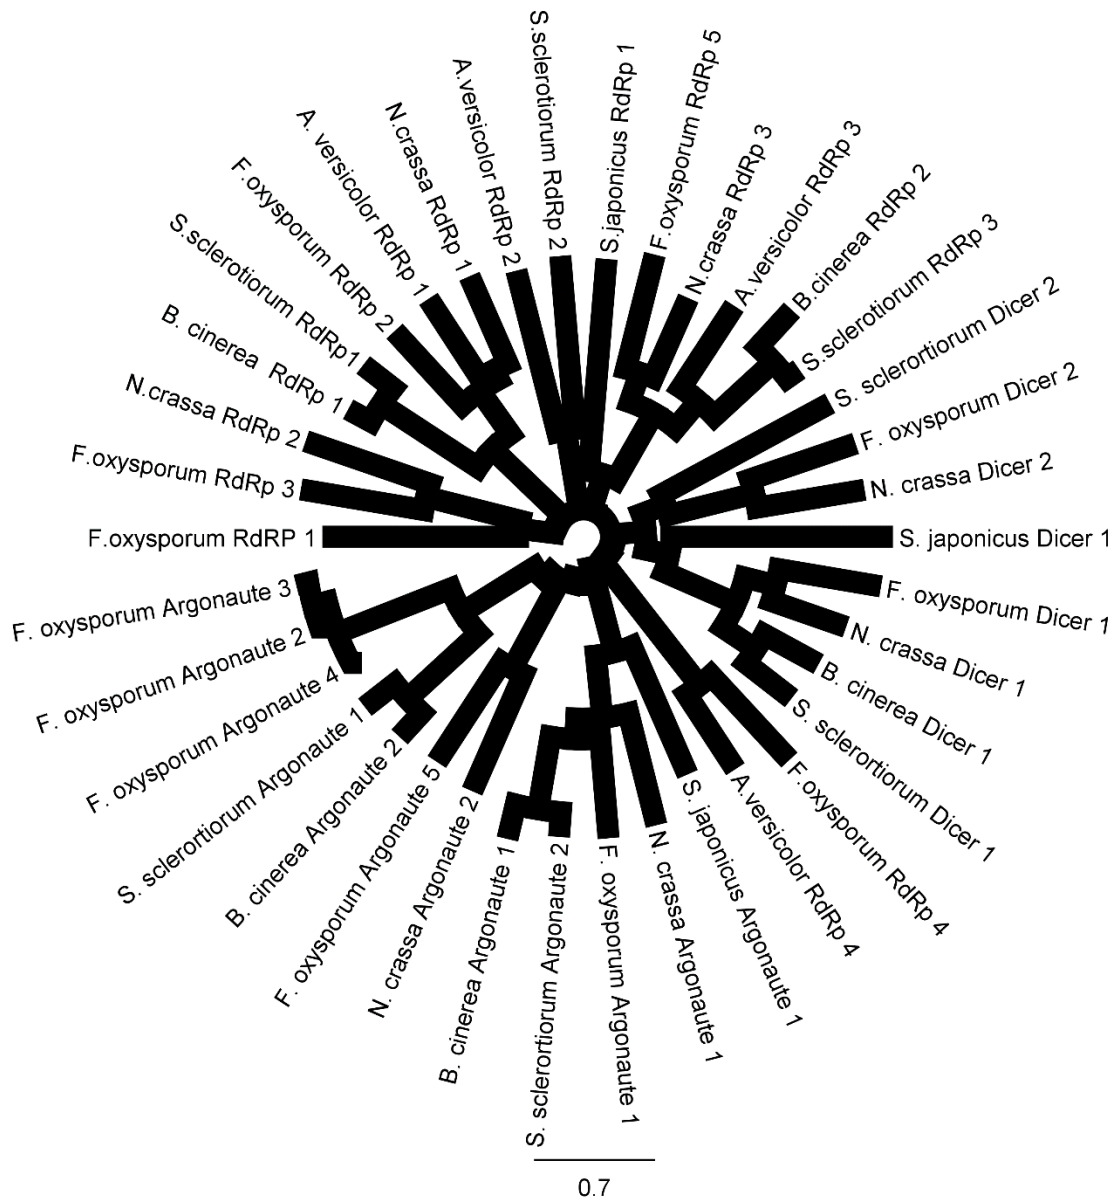 S.sclerotiorum RdRp 2
S.japonicus RdRp 1
F.oxysporum RdRp 5
N.crassa RdRp 3
A.versicolor RdRp 3
B.cinerea RdRp 2
S.sclerotiorum RdRp 3
S. sclerortiorum Dicer 2
F. oxysporum Dicer 2
N. crassa Dicer 2
S. japonicus Dicer 1
F. oxysporum Dicer 1
N. crassa Dicer 1
B. cinerea Dicer 1
S. sclerortiorum Dicer 1
F.oxysporum RdRp 4
A.versicolor RdRp 4
S. japonicus Argonaute 1
N. crassa Argonaute 1
F. oxysporum Argonaute 1
S. sclerortiorum Argonaute 2
B. cinerea Argonaute 1
N. crassa Argonaute 2
F. oxysporum Argonaute 5
B. cinerea Argonaute 2
S. sclerortiorum Argonaute 1
F. oxysporum Argonaute 4
F. oxysporum Argonaute 2
F. oxysporum Argonaute 3
F.oxysporum RdRP 1
F.oxysporum RdRp 3
N.crassa RdRp 2
B. cinerea RdRp 1
S.sclerotiorum RdRp1
F.oxysporum RdRp 2
A. versicolor RdRp 1
N.crassa RdRp 1
A.versicolor RdRp 2
0.7